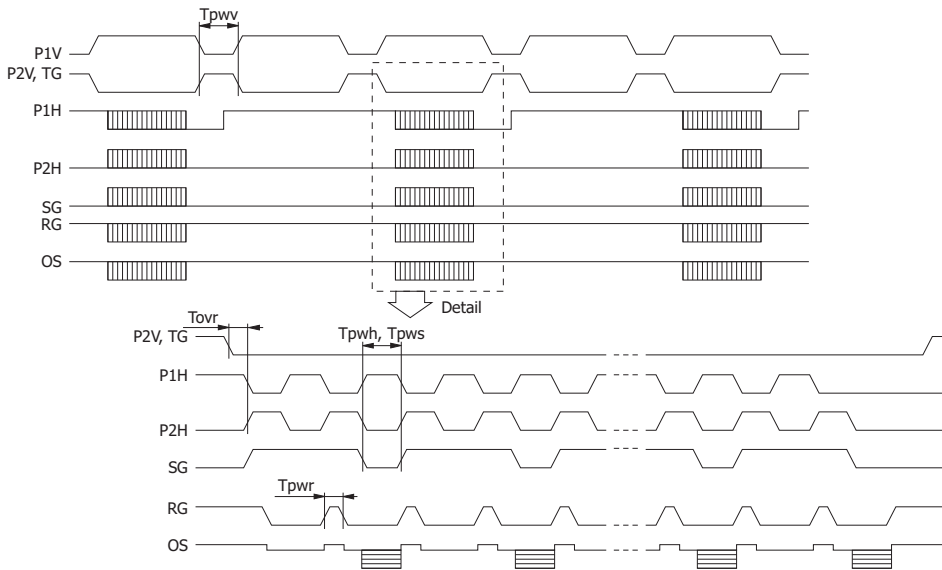 Tpwv
P1V
P2V, TG
P1H
P2H
SG
RG
OS
Detail
Tovr
Tpwh, Tpws
P2V, TG
P1H
P2H
SG
Tpwr
RG
OS